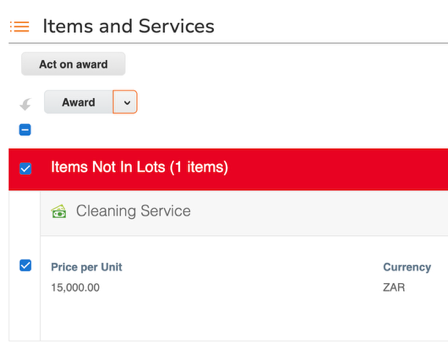 Items and Services
Act on award
Award
Items Not In Lots (1 items)
Cleaning Service
Price per Unit Currency
15,000.00 ZAR